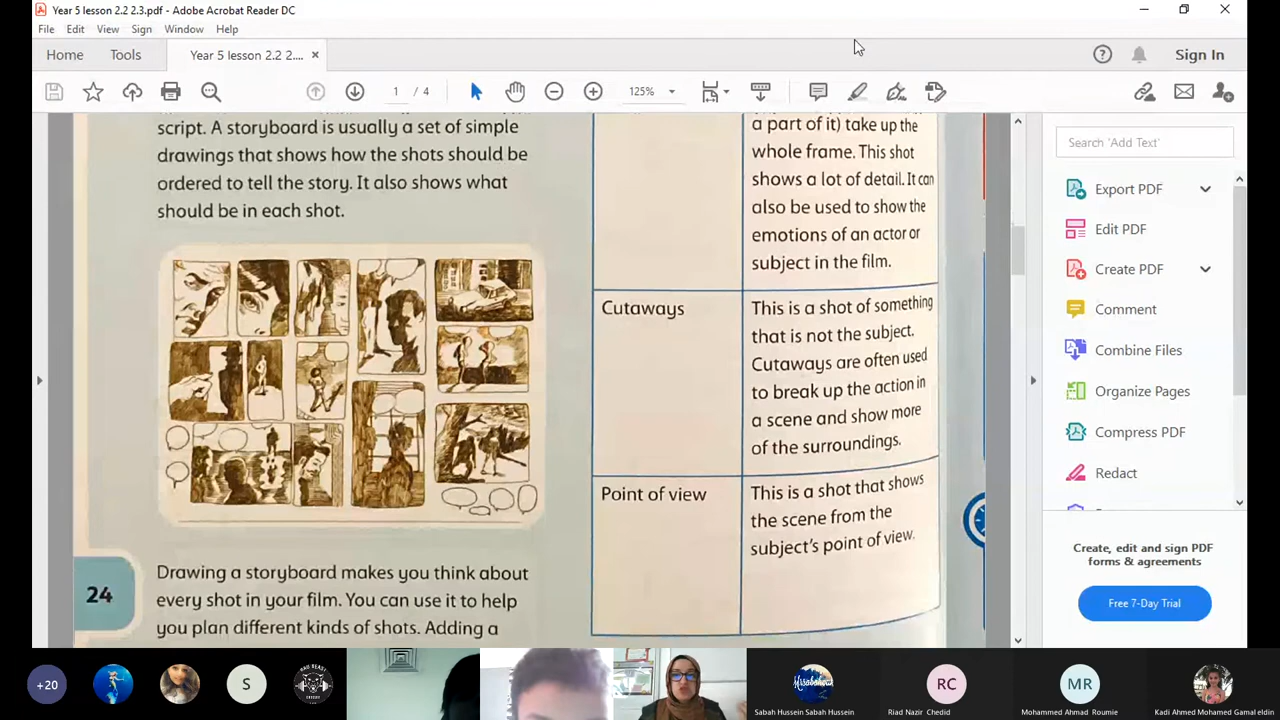 Year 5 lesson 2.2 2.3.pdf - Adobe Acrobat Reader DC
File Edit View Sign Window Help
Home Tools Year 5 lesson 2.2 2.... × Sign In
1 / 4 125%
script. A storyboard is usually a set of simple
drawings that shows how the shots should be
ordered to tell the story. It also shows what
should be in each shot.
24
Drawing a storyboard makes you think about
every shot in your film. You can use it to help
you plan different kinds of shots. Adding a
a part of it) take up the
whole frame. This shot
shows a lot of detail. It can
also be used to show the
emotions of an actor or
subject in the film.
Cutaways
This is a shot of something
that is not the subject.
Cutaways are often used
to break up the action in
a scene and show more
of the surroundings.
Point of view
This is a shot that shows
the scene from the
subject's point of view.
Search 'Add Text'
Export PDF
Edit PDF
Create PDF
Comment
Combine Files
Organize Pages
Compress PDF
Redact
Create, edit and sign PDF
forms & agreements
Free 7-Day Trial
+20
S
RC
MR
Sabah Hussein Sabah Hussein
Riad Nazir Chedid
Mohammed Ahmad Roumie
Kadi Ahmed Mohamed Gamal eldin